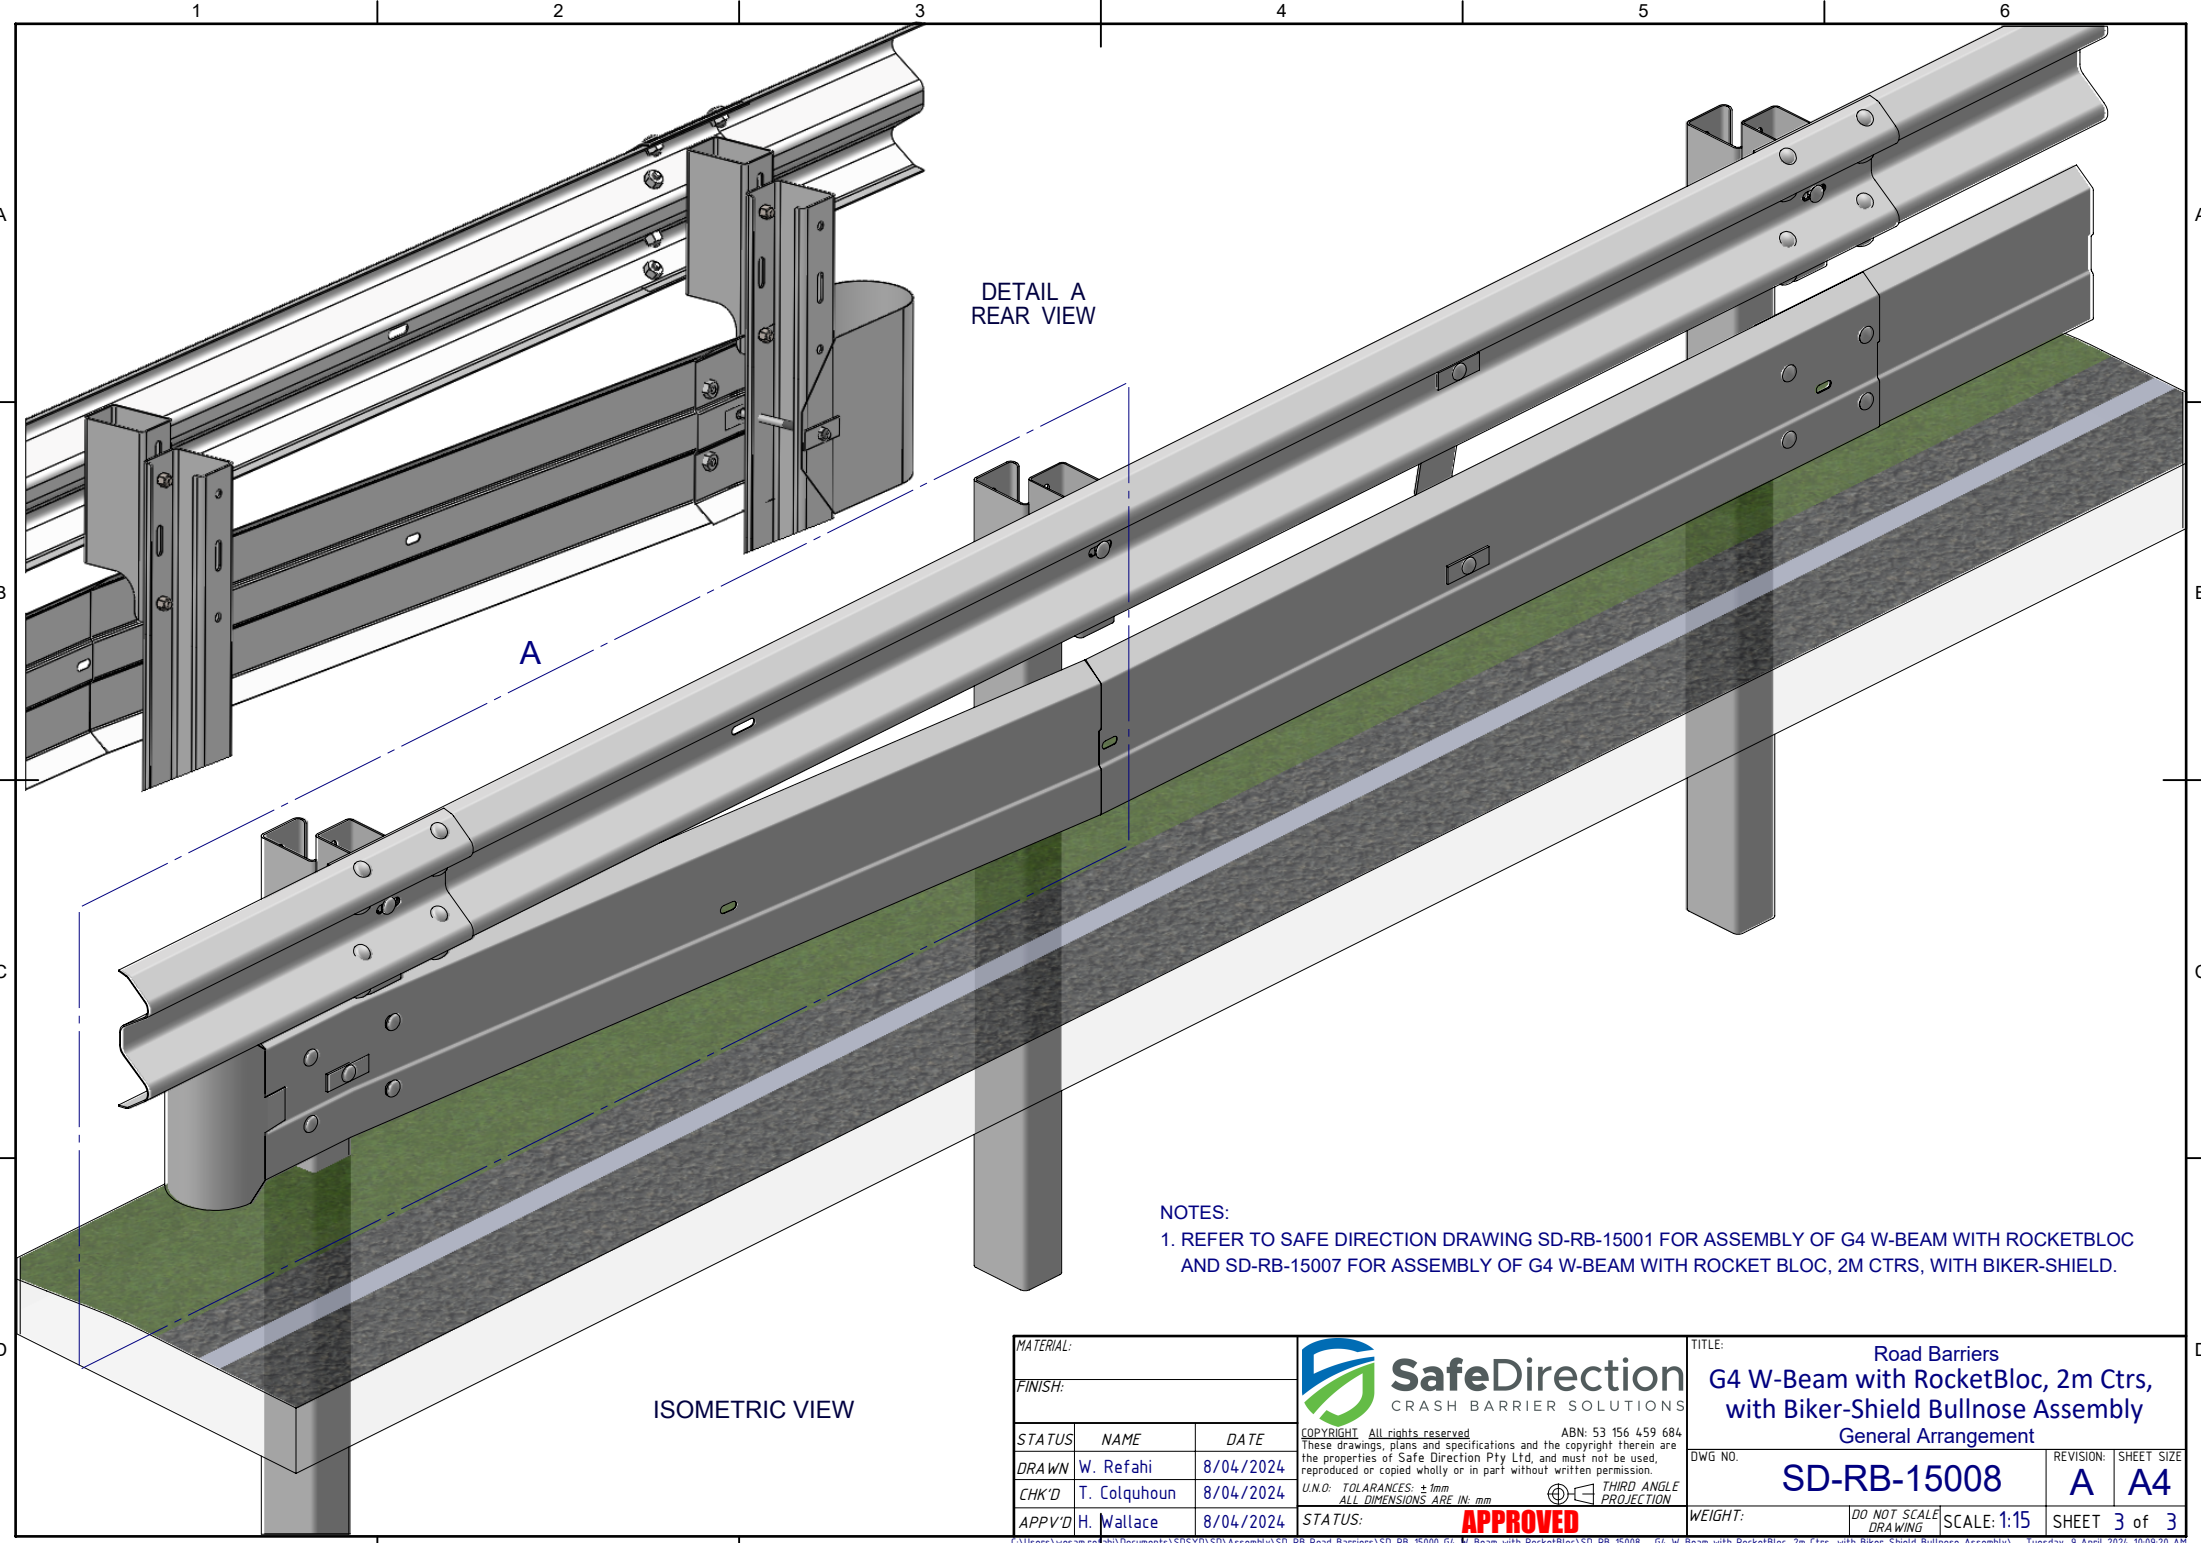 1 2 3 4 5 6
A
A
DETAIL A
REAR VIEW
B
A
C
NOTES:
1. REFER TO SAFE DIRECTION DRAWING SD-RB-15001 FOR ASSEMBLY OF G4 W-BEAM WITH ROCKETBLOC
AND SD-RB-15007 FOR ASSEMBLY OF G4 W-BEAM WITH ROCKET BLOC, 2M CTRS, WITH BIKER-SHIELD.
ISOMETRIC VIEW
MATERIAL:
FINISH:
STATUS NAME DATE
DRAWN W. Refahi 8/04/2024
CHK'D T. Colquhoun 8/04/2024
APPV'D H. Wallace 8/04/2024
SafeDirection
CRASH BARRIER SOLUTIONS
COPYRIGHT All rights reserved ABN: 53 156 459 684
These drawings, plans and specifications and the copyright therein are
the properties of Safe Direction Pty Ltd, and must not be used,
reproduced or copied wholly or in part without written permission.
U.N.O: TOLARANCES: ± 1mm
ALL DIMENSIONS ARE IN: mm
THIRD ANGLE
PROJECTION
STATUS: APPROVED
TITLE:
Road Barriers
G4 W-Beam with RocketBloc, 2m Ctrs,
with Biker-Shield Bullnose Assembly
General Arrangement
DWG NO.
SD-RB-15008
REVISION:
A
SHEET SIZE
A4
WEIGHT:
DO NOT SCALE
DRAWING
SCALE: 1:15
SHEET 3 of 3